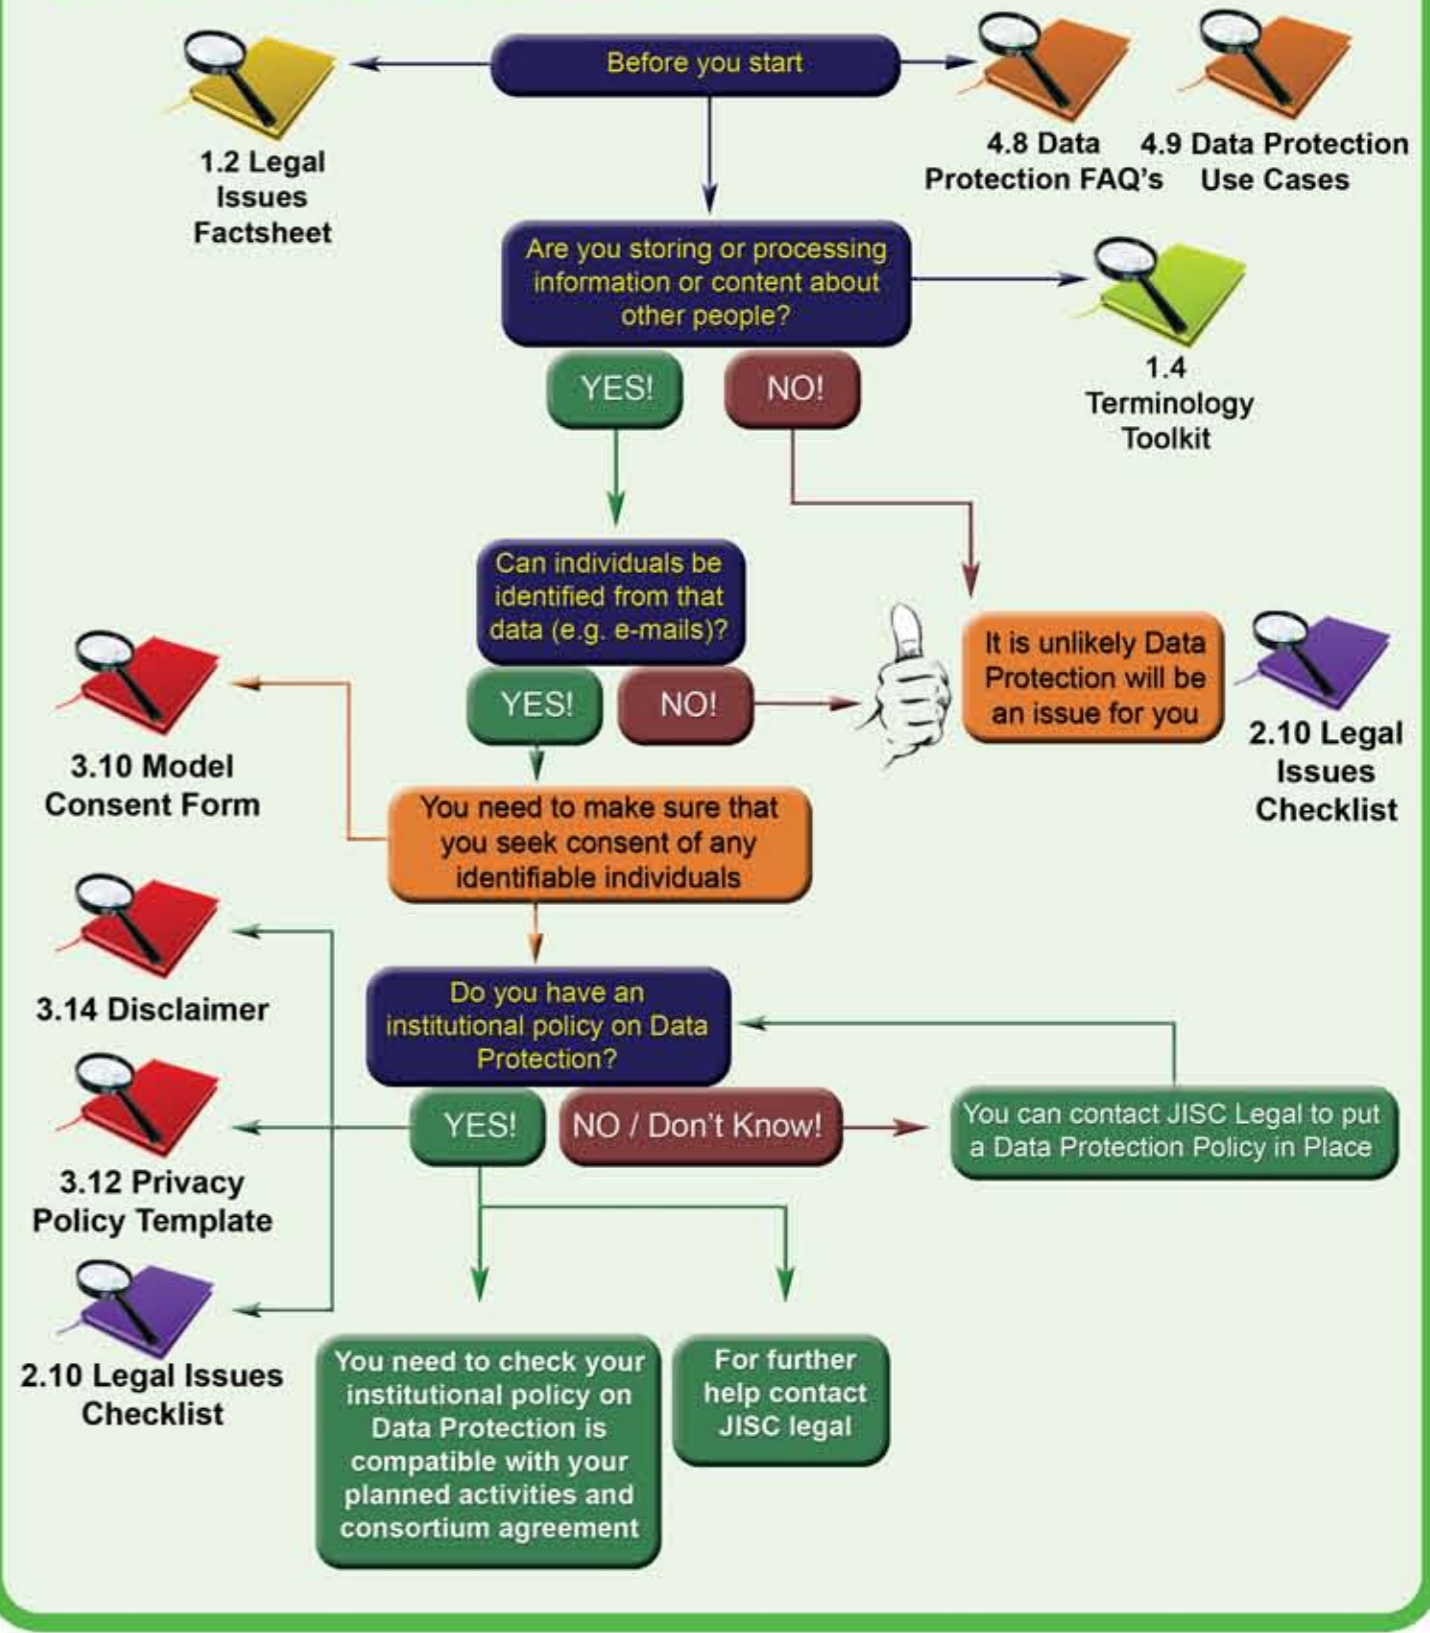 Before you start
1.2 Legal
Issues
Factsheet
4.8 Data
Protection FAQ's
4.9 Data Protection
Use Cases
Are you storing or processing
information or content about
other people?
1.4
Terminology
Toolkit
YES!
NO!
Can individuals be
identified from that
data (e.g. e-mails)?
YES!
NO!
It is unlikely Data
Protection will be
an issue for you
2.10 Legal
Issues
Checklist
3.10 Model
Consent Form
You need to make sure that
you seek consent of any
identifiable individuals
3.14 Disclaimer
Do you have an
institutional policy on Data
Protection?
YES!
NO / Don't Know!
You can contact JISC Legal to put
a Data Protection Policy in Place
3.12 Privacy
Policy Template
2.10 Legal Issues
Checklist
You need to check your
institutional policy on
Data Protection is
compatible with your
planned activities and
consortium agreement
For further
help contact
JISC legal